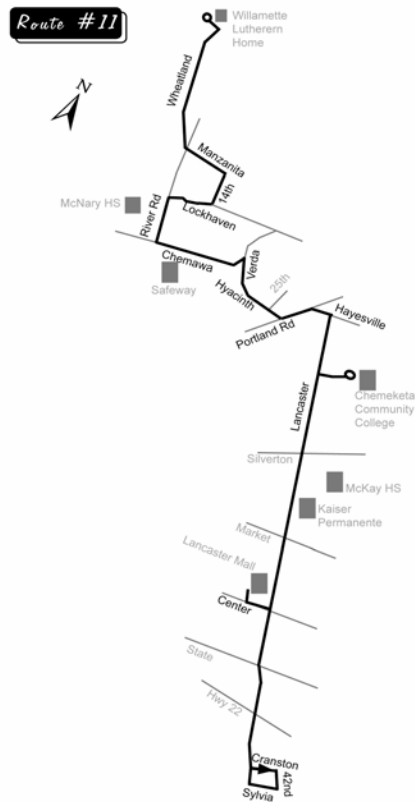 Route #11
Willamette
Lutherern
Home
N
Wheatland
Manzanita
14th
McNary HS
River Rd
Lockhaven
Chemawa
Verda
Safeway
Hyacinth
25th
Portland Rd
Hayesville
Lancaster
Chemeketa
Community
College
Silverton
McKay HS
Kaiser
Permanente
Market
Lancaster Mall
Center
State
Hwy 22
Cranston
42nd
Sylvia